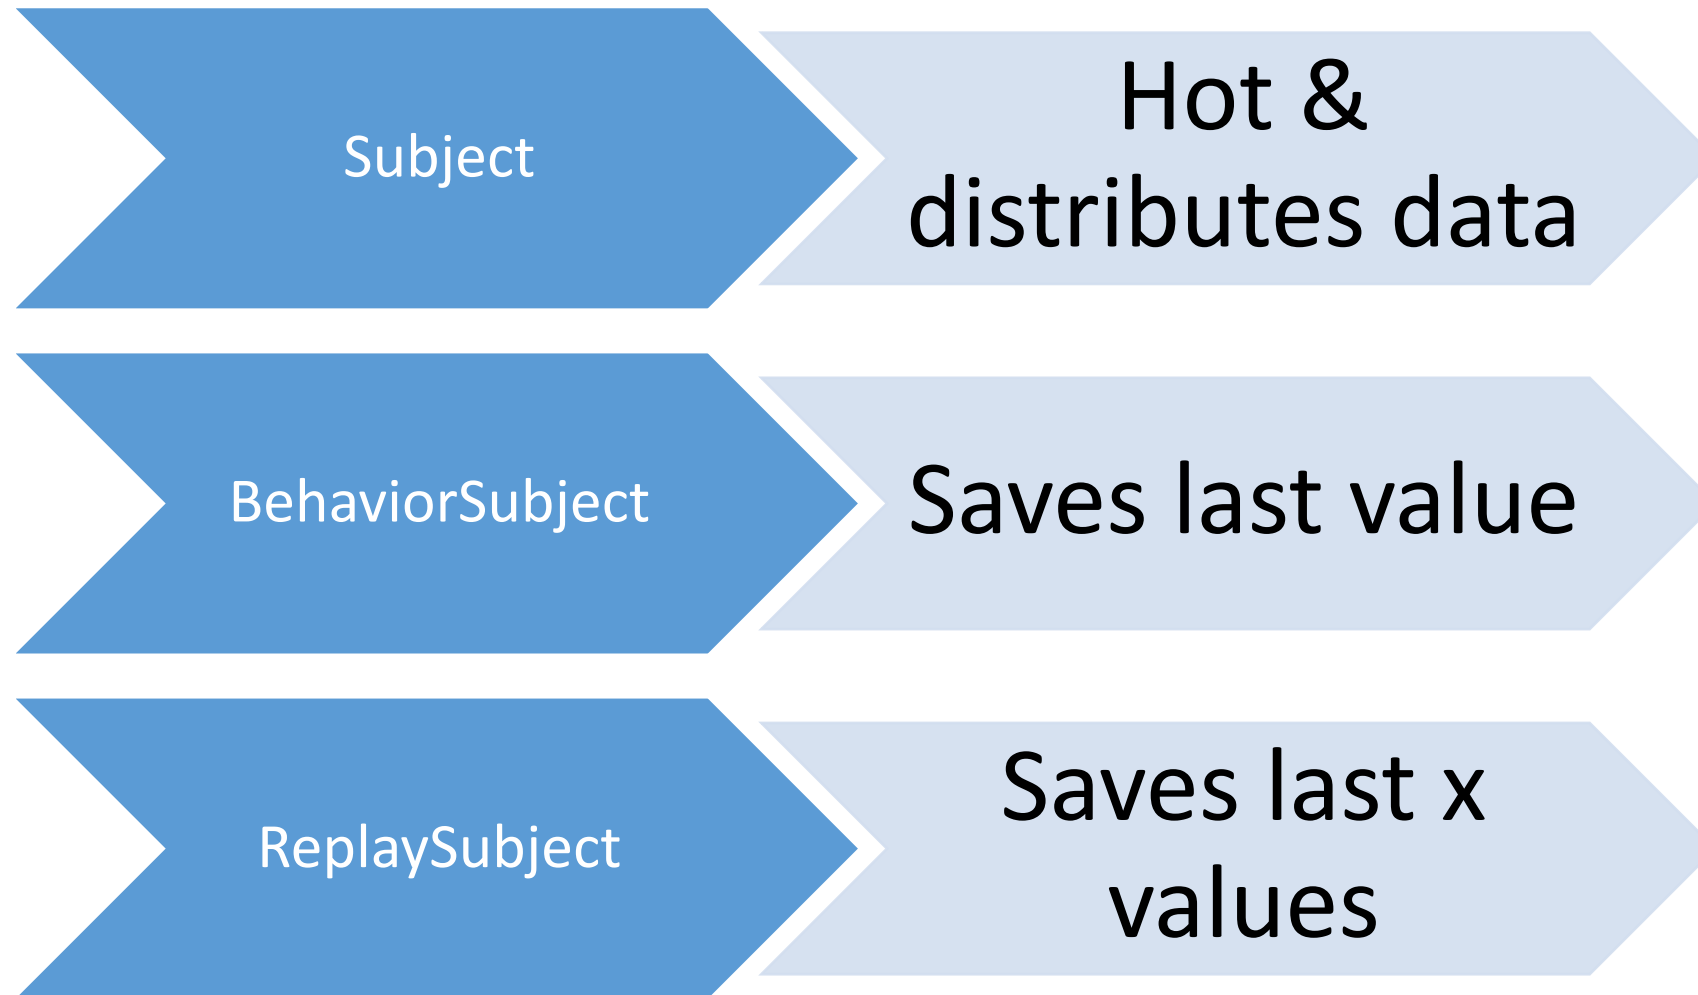 Subject
Hot &
distributes data
BehaviorSubject
Saves last value
ReplaySubject
Saves last x
values